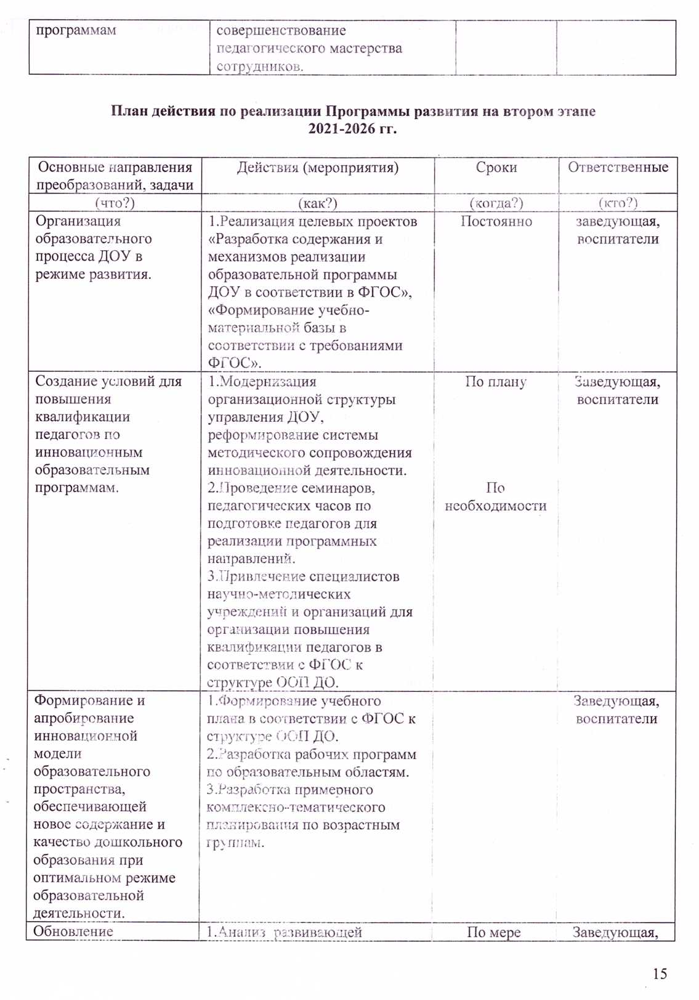 программам
совершенствование
педагогического мастерства
сотрудников.
План действия по реализации Программы развития на втором этапе
2021-2026 гг.
Основные направления
преобразований, задачи
Действия (мероприятия)
Сроки
Ответственные
(что?)
(как?)
(когда?)
(кто?)
Организация
образовательного
процесса ДОУ в
режиме развития.
1.Реализация целевых проектов
«Разработка содержания и
механизмов реализации
образовательной программы
ДОУ в соответствии в ФГОС»,
«Формирование учебно-
материальной базы в
соответствии с требованиями
ФГОС».
Постоянно
заведующая,
воспитатели
Создание условий для
повышения
квалификации
педагогов по
инновационным
образовательным
программам.
1.Модернизация
организационной структуры
управления ДОУ,
реформирование системы
методического сопровождения
инновационной деятельности.
2.Проведение семинаров,
педагогических часов по
подготовке педагогов для
реализации программных
направлений.
3.Привлечение специалистов
научно-методических
учреждений и организаций для
организации повышения
квалификации педагогов в
соответствии с ФГОС к
структуре ООП ДО.
По плану
По
необходимости
Заведующая,
воспитатели
Формирование и
апробирование
инновационной
модели
образовательного
пространства,
обеспечивающей
новое содержание и
качество дошкольного
образования при
оптимальном режиме
образовательной
деятельности.
1.Формирование учебного
плана в соответствии с ФГОС к
структуре ООП ДО.
2.Разработка рабочих программ
по образовательным областям.
3.Разработка примерного
комплексно-тематического
планирования по возрастным
группам.
Заведующая,
воспитатели
Обновление
1.Анализ развивающей
По мере
Заведующая,
15